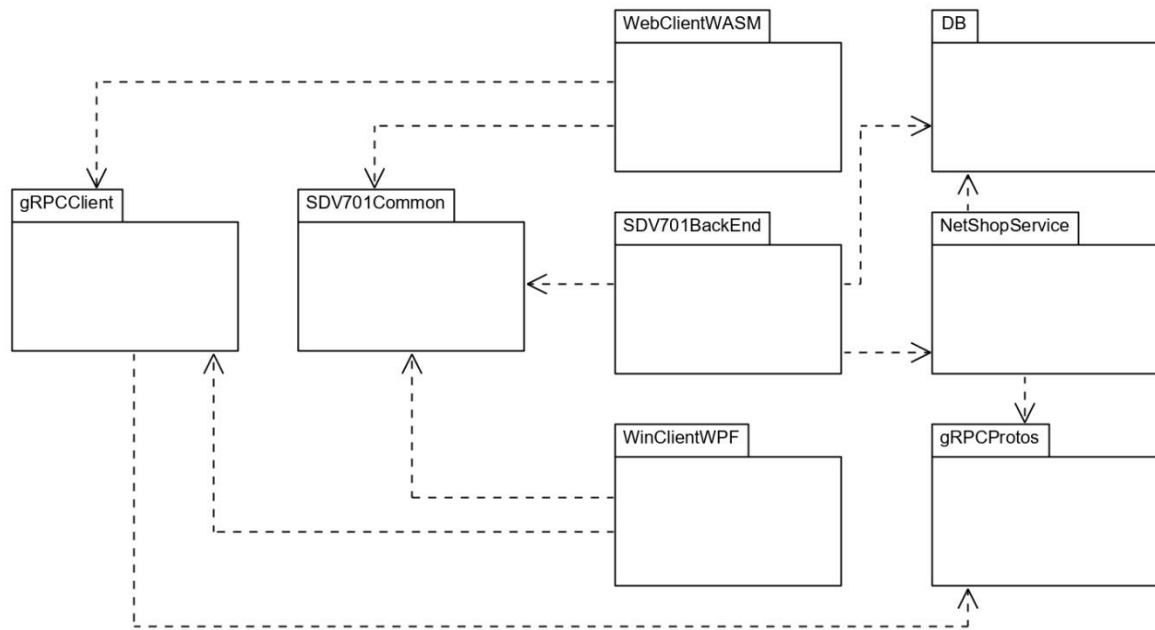 WebClientWASM
DB
gRPCClient
SDV701Common
SDV701BackEnd
NetShopService
WinClientWPF
gRPCProtos